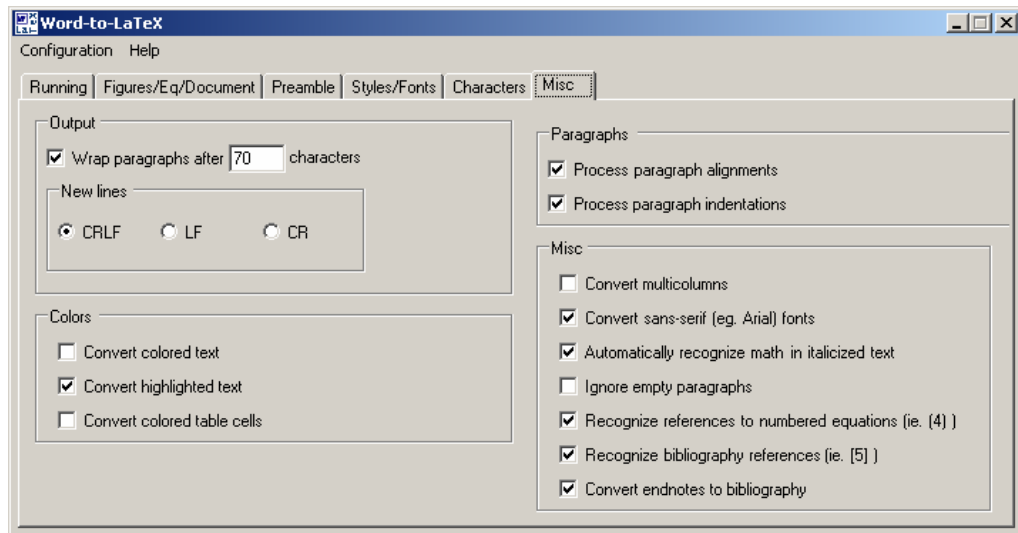 Word-to-LaTeX
Configuration Help
Running Figures/Eq/Document Preamble Styles/Fonts Characters Misc
Output
Wrap paragraphs after 70 characters
New lines
CRLF LF CR
Colors
Convert colored text
Convert highlighted text
Convert colored table cells
Paragraphs
Process paragraph alignments
Process paragraph indentations
Misc
Convert multicolumns
Convert sans-serif (eg. Arial) fonts
Automatically recognize math in italicized text
Ignore empty paragraphs
Recognize references to numbered equations (ie. (4) )
Recognize bibliography references (ie. [5] )
Convert endnotes to bibliography